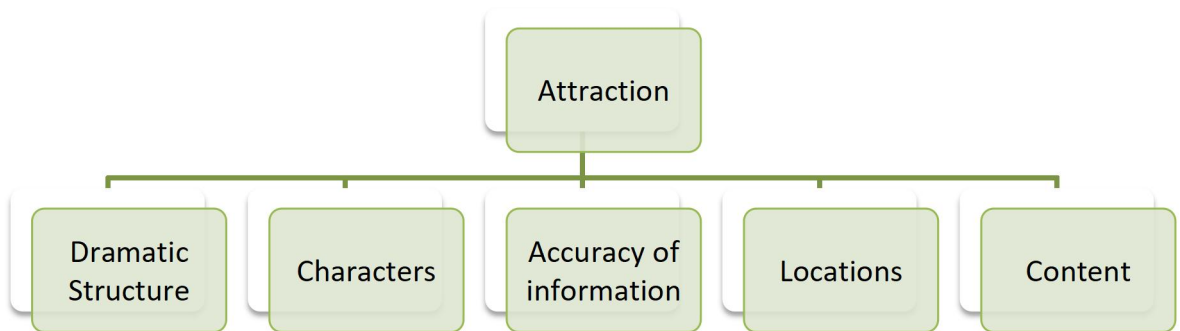 Attraction
Dramatic
Structure
Characters
Accuracy of
information
Locations
Content